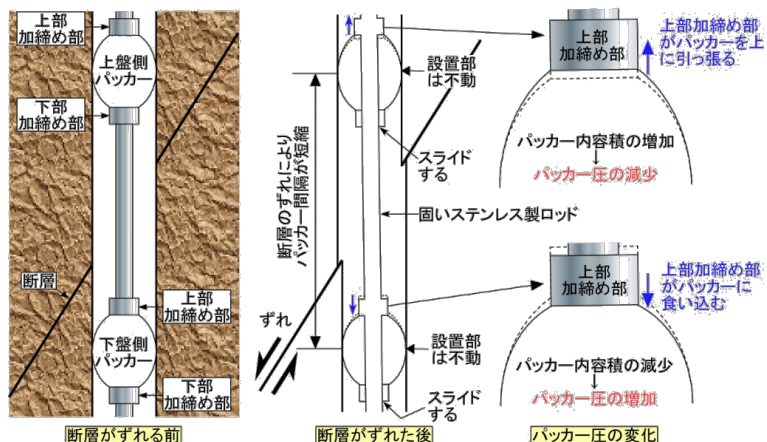 上部
加締め部
上盤側
パッカー
下部
加締め部
断層
上部
加締め部
下盤側
パッカー
下部
加締め部
断層がずれる前
設置部
は不動
スライド
する
断層のずれにより
パッカー間隔が短縮
固いステンレス製ロッド
ずれ
設置部
は不動
スライド
する
断層がずれた後
上部
加締め部
上部加締め部
がパッカーを上
に引っ張る
パッカー内容積の増加
パッカー圧の減少
上部
加締め部
上部加締め部
がパッカーに
食い込む
パッカー内容積の減少
パッカー圧の増加
パッカー圧の変化